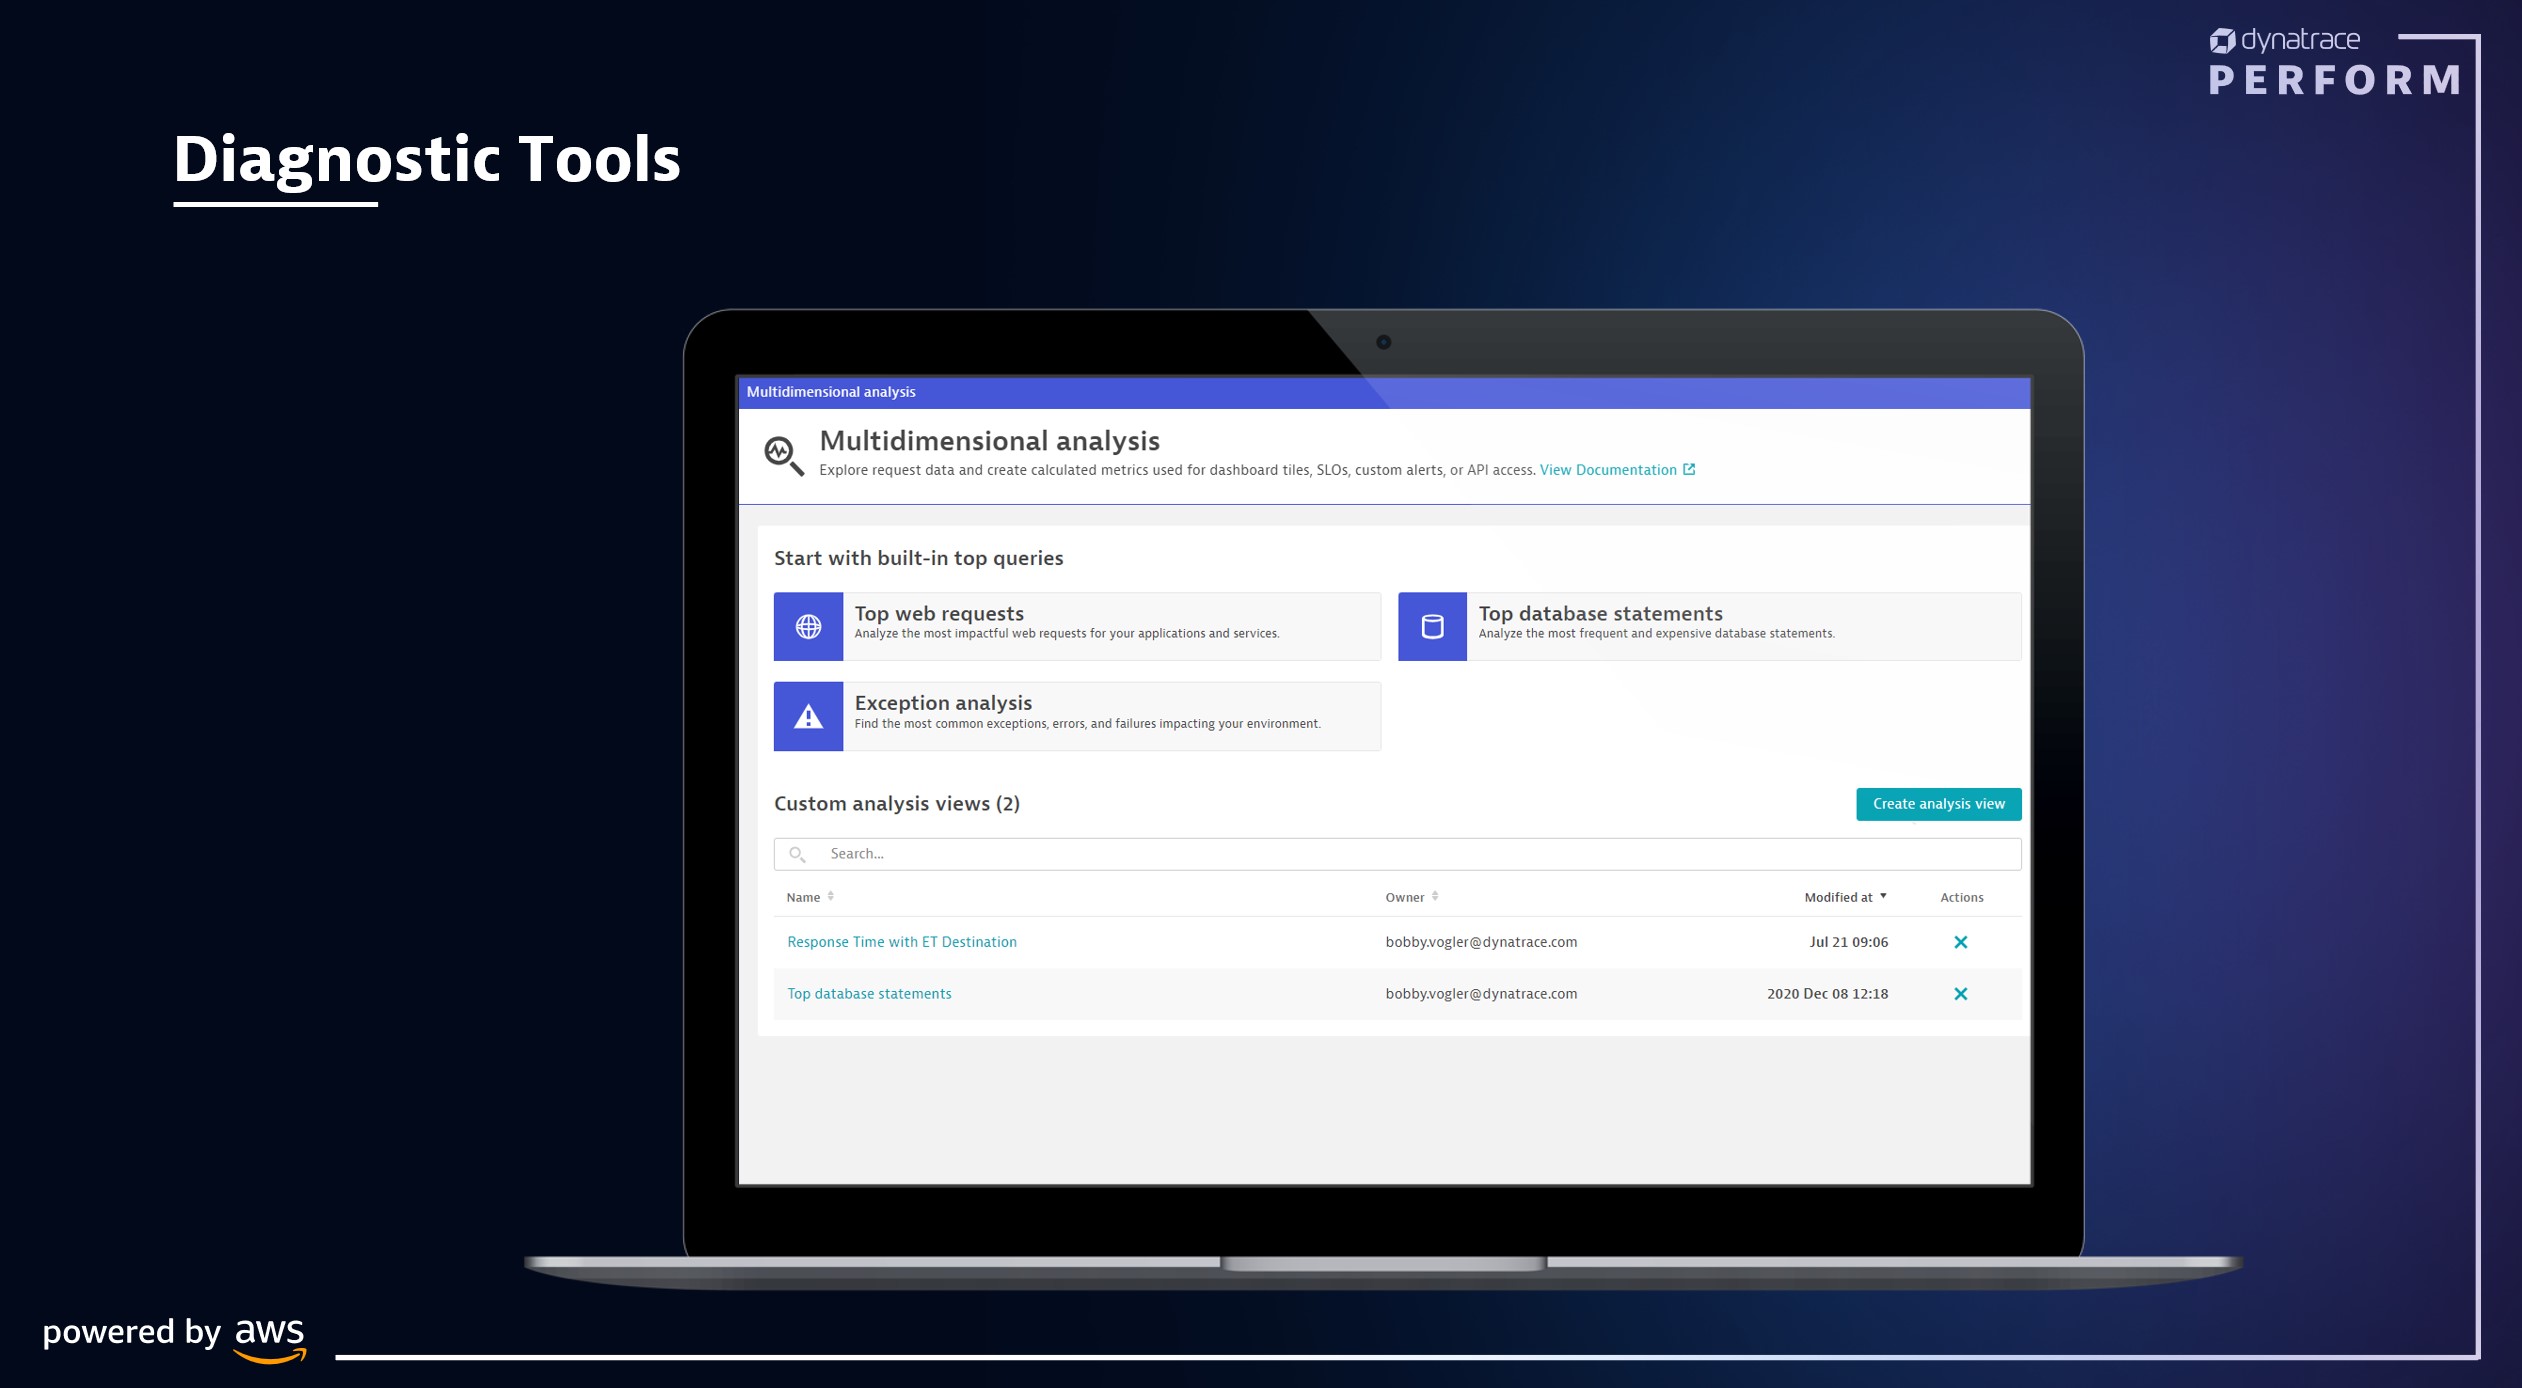 dynatrace
PERFORM
Diagnostic Tools
Multidimensional analysis
Multidimensional analysis
Explore request data and create calculated metrics used for dashboard tiles, SLOs, custom alerts, or API access. View Documentation
Start with built-in top queries
Top web requests
Analyze the most impactful web requests for your applications and services.
Top database statements
Analyze the most frequent and expensive database statements.
Exception analysis
Find the most common exceptions, errors, and failures impacting your environment.
Custom analysis views (2)
Create analysis view
Search...
Name Owner Modified at Actions
Response Time with ET Destination bobby.vogler@dynatrace.com Jul 21 09:06
Top database statements bobby.vogler@dynatrace.com 2020 Dec 08 12:18
powered by aws